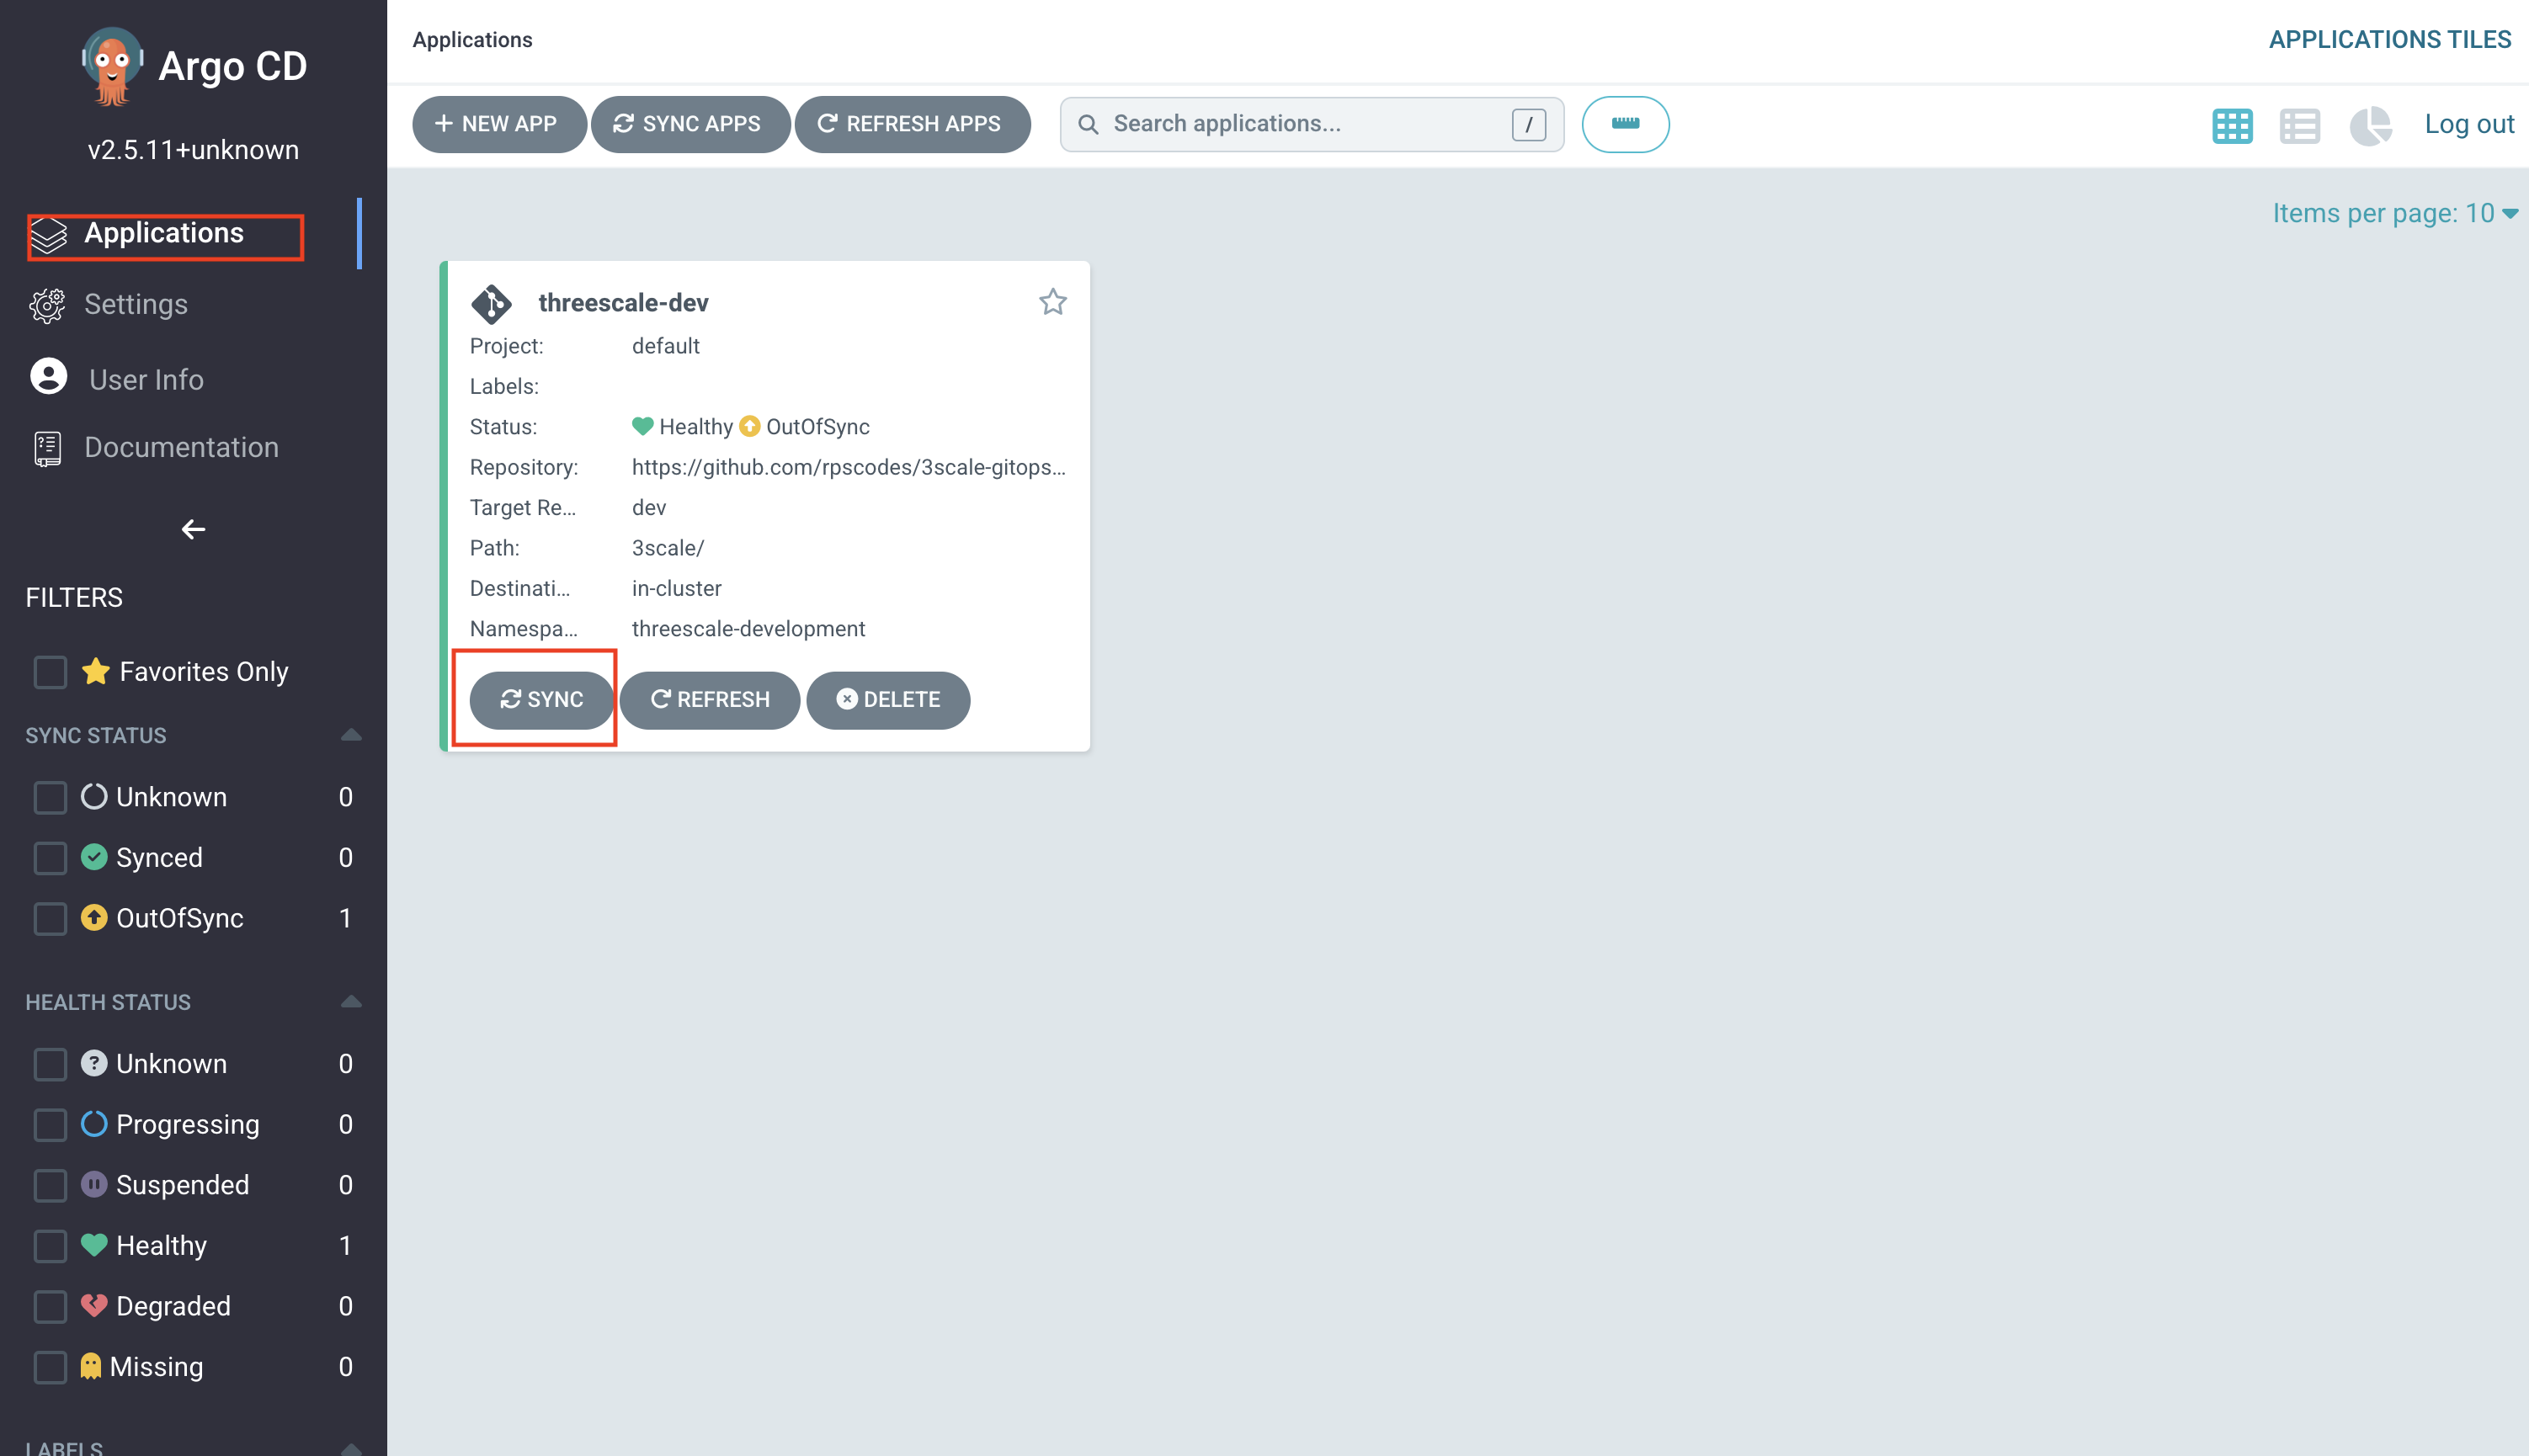 Argo CD
v2.5.11+unknown
Applications
Settings
User Info
Documentation
FILTERS
Favorites Only
SYNC STATUS
Unknown 0
Synced 0
OutOfSync 1
HEALTH STATUS
Unknown 0
Progressing 0
Suspended 0
Healthy 1
Degraded 0
Missing 0
LABELS
Applications
APPLICATIONS TILES
+ NEW APP SYNC APPS REFRESH APPS Search applications... / Log out
Items per page: 10
threescale-dev
Project: default
Labels:
Status: Healthy OutOfSync
Repository: https://github.com/rpscodes/3scale-gitops...
Target Re... dev
Path: 3scale/
Destinati... in-cluster
Namespa... threescale-development
SYNC REFRESH DELETE